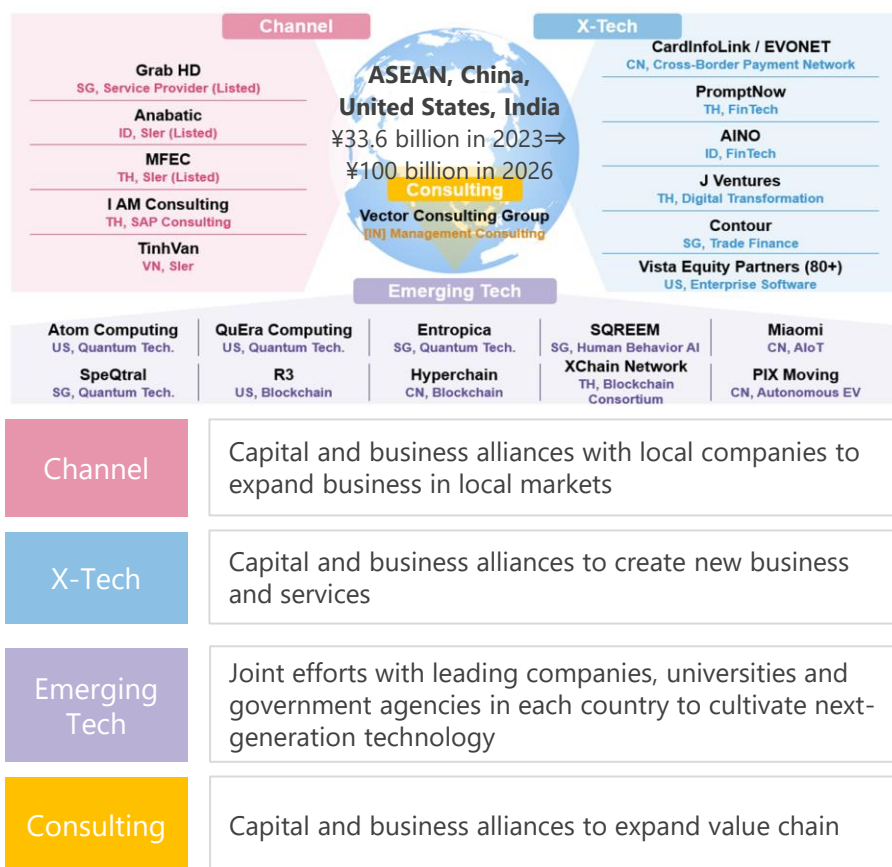 Channel
Grab HD
SG, Service Provider (Listed)
Anabatic
ID, SIer (Listed)
MFEC
TH, SIer (Listed)
I AM Consulting
TH, SAP Consulting
TinhVan
VN, SIer
ASEAN, China,
United States, India
¥33.6 billion in 2023⇒
¥100 billion in 2026
Consulting
Vector Consulting Group
[IN] Management Consulting
X-Tech
CardInfoLink / EVONET
CN, Cross-Border Payment Network
PromptNow
TH, FinTech
AINO
ID, FinTech
J Ventures
TH, Digital Transformation
Contour
SG, Trade Finance
Vista Equity Partners (80+)
US, Enterprise Software
Emerging Tech
Atom Computing
US, Quantum Tech.
QuEra Computing
US, Quantum Tech.
Entropica
SG, Quantum Tech.
SQREEM
SG, Human Behavior AI
Miaomi
CN, AIoT
SpeQtral
SG, Quantum Tech.
R3
US, Blockchain
Hyperchain
CN, Blockchain
XChain Network
TH, Blockchain
Consortium
PIX Moving
CN, Autonomous EV
Channel
Capital and business alliances with local companies to
expand business in local markets
X-Tech
Capital and business alliances to create new business
and services
Emerging
Tech
Joint efforts with leading companies, universities and
government agencies in each country to cultivate next-
generation technology
Consulting
Capital and business alliances to expand value chain